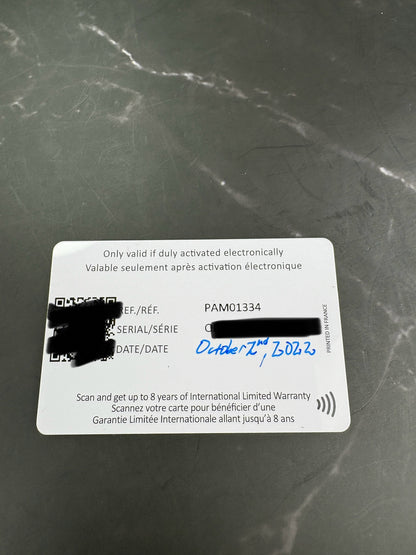 Only valid if duly activated electronically
Valable seulement après activation électronique
REF./RÉF. PAM01334
SERIAL/SÉRIE
DATE/DATE October 2nd, 2022
PRINTED IN FRANCE
Scan and get up to 8 years of International Limited Warranty
Scannez votre carte pour bénéficier d'une
Garantie Limitée Internationale allant jusqu'à 8 ans